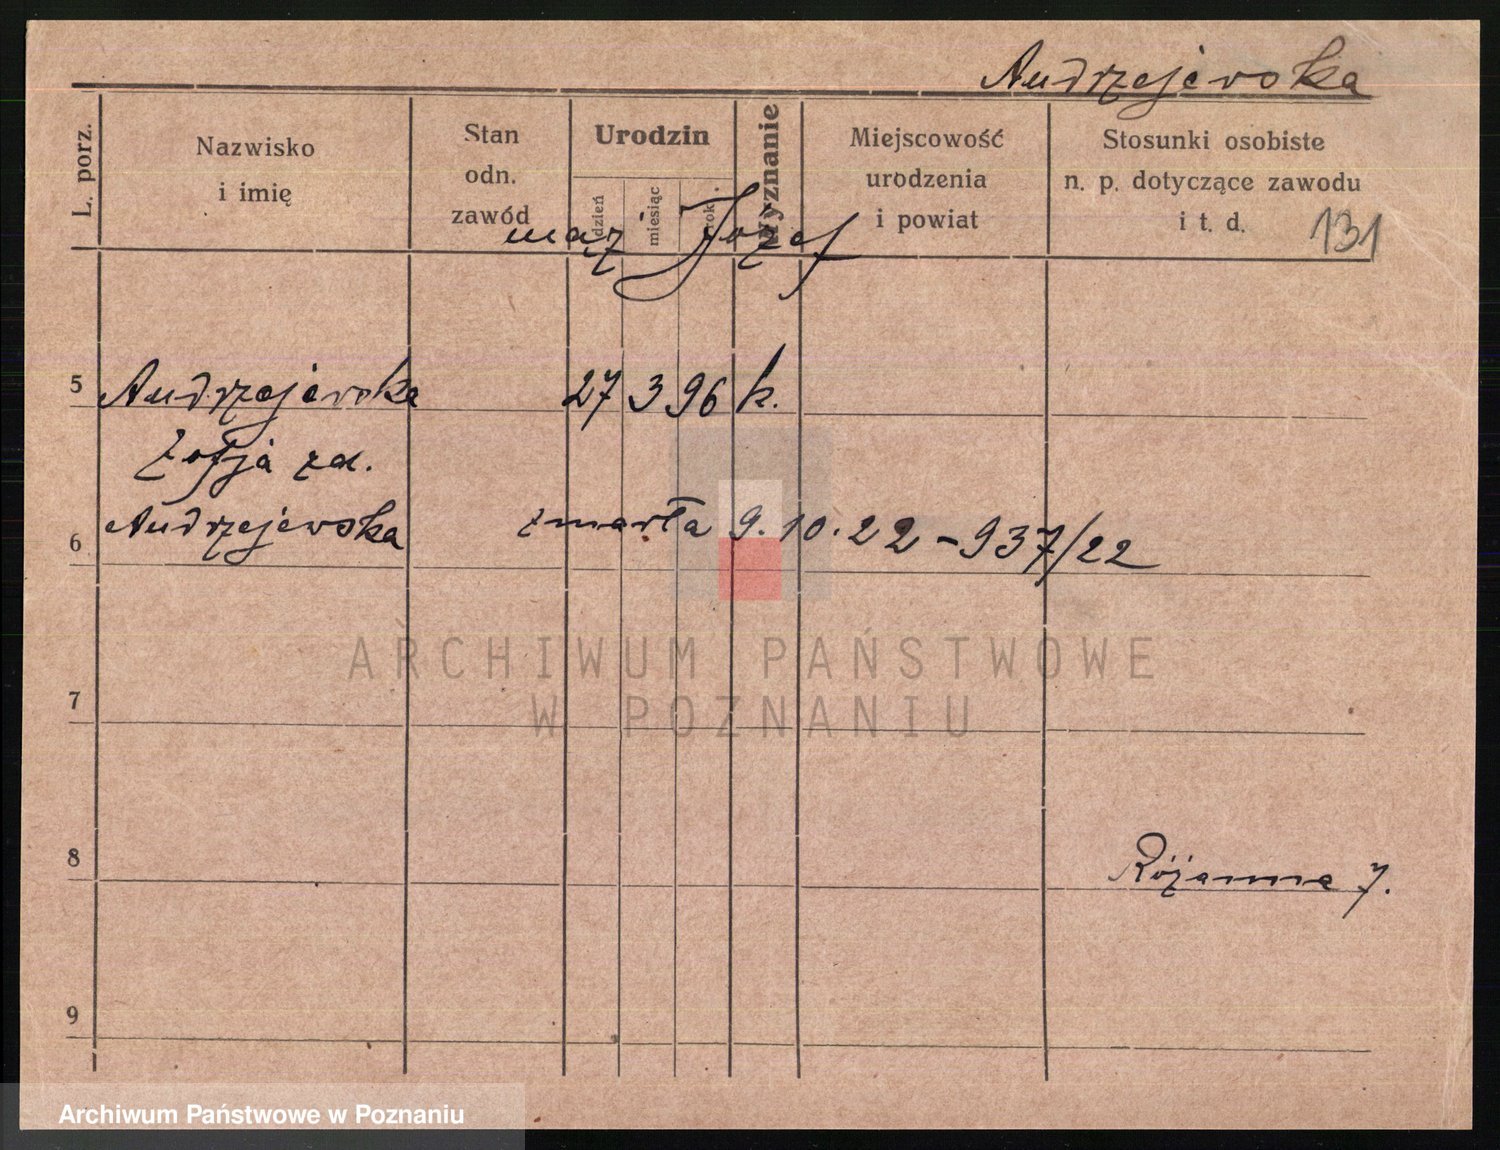 Andrzejewska
L. porz.
Nazwisko
i imię
Stan
odn.
zawód
Urodzin
dzień
miesiąc
rok.
Wyznanie
Miejscowość
urodzenia
i powiat
Stosunki osobiste
n. p. dotyczące zawodu
i t. d.
131
mąż Józef
5 Andrzejewska 27 3 96 k.
Zofja zd.
6 Andrzejewska zmarła 9.10.22 - 937/22
ARCHIWUM PAŃSTWOWE
W POZNANIU
7
8 Różanna 7.
9
Archiwum Państwowe w Poznaniu